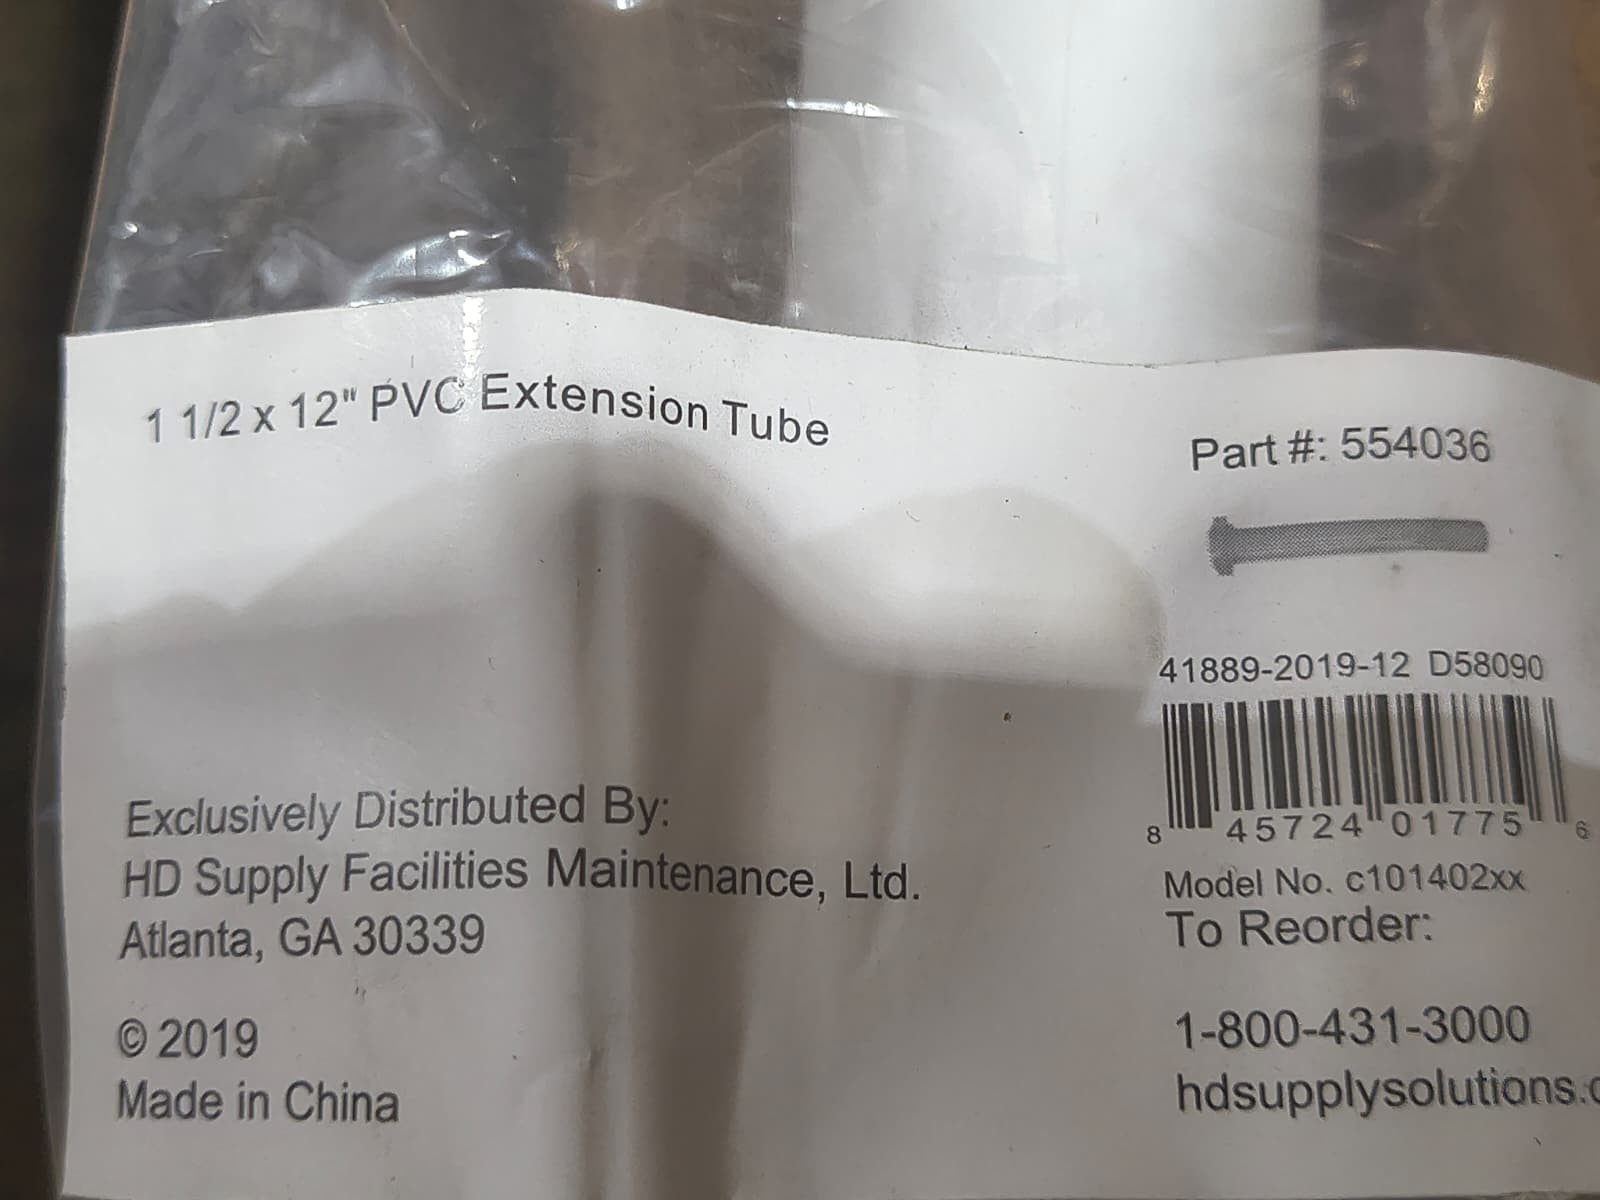 1 1/2 x 12" PVC Extension Tube
Part #: 554036
41889-2019-12 D58090
8 45724 01775 6
Model No. c101402xx
To Reorder:
1-800-431-3000
hdsupplysolutions.c
Exclusively Distributed By:
HD Supply Facilities Maintenance, Ltd.
Atlanta, GA 30339
© 2019
Made in China